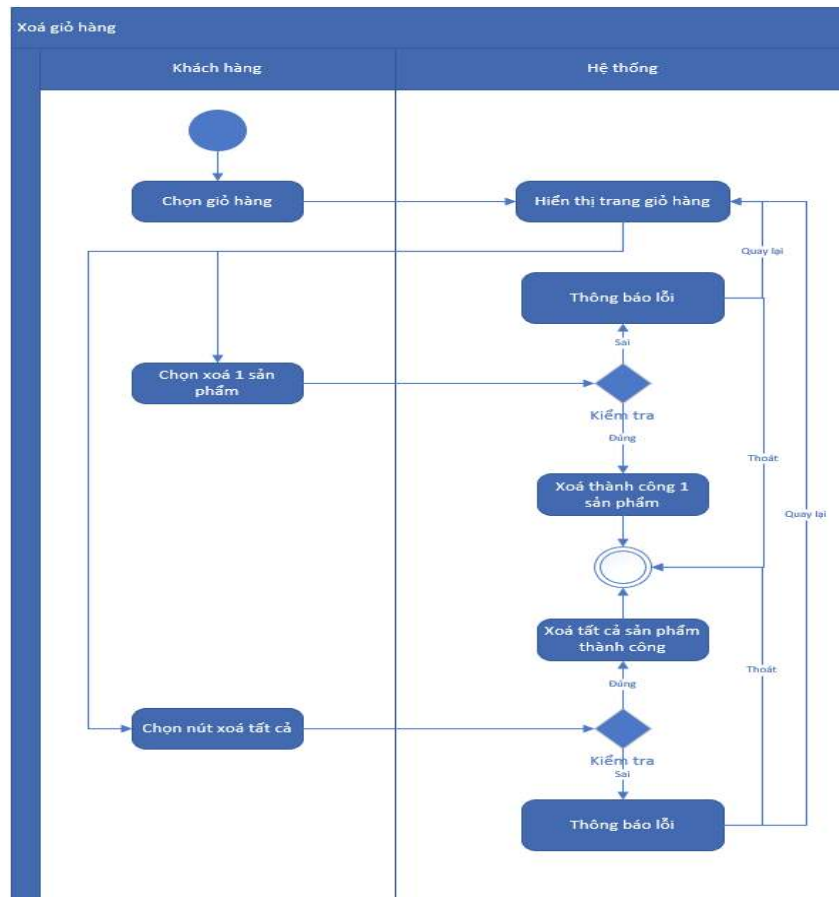 Xoá giỏ hàng
Khách hàng
Hệ thống
Chọn giỏ hàng
Hiển thị trang giỏ hàng
Quay lại
Thông báo lỗi
Sai
Chọn xoá 1 sản
phẩm
Kiểm tra
Đúng
Thoát
Xoá thành công 1
sản phẩm
Quay lại
Xoá tất cả sản phẩm
thành công
Thoát
Đúng
Chọn nút xoá tất cả
Kiểm tra
Sai
Thông báo lỗi